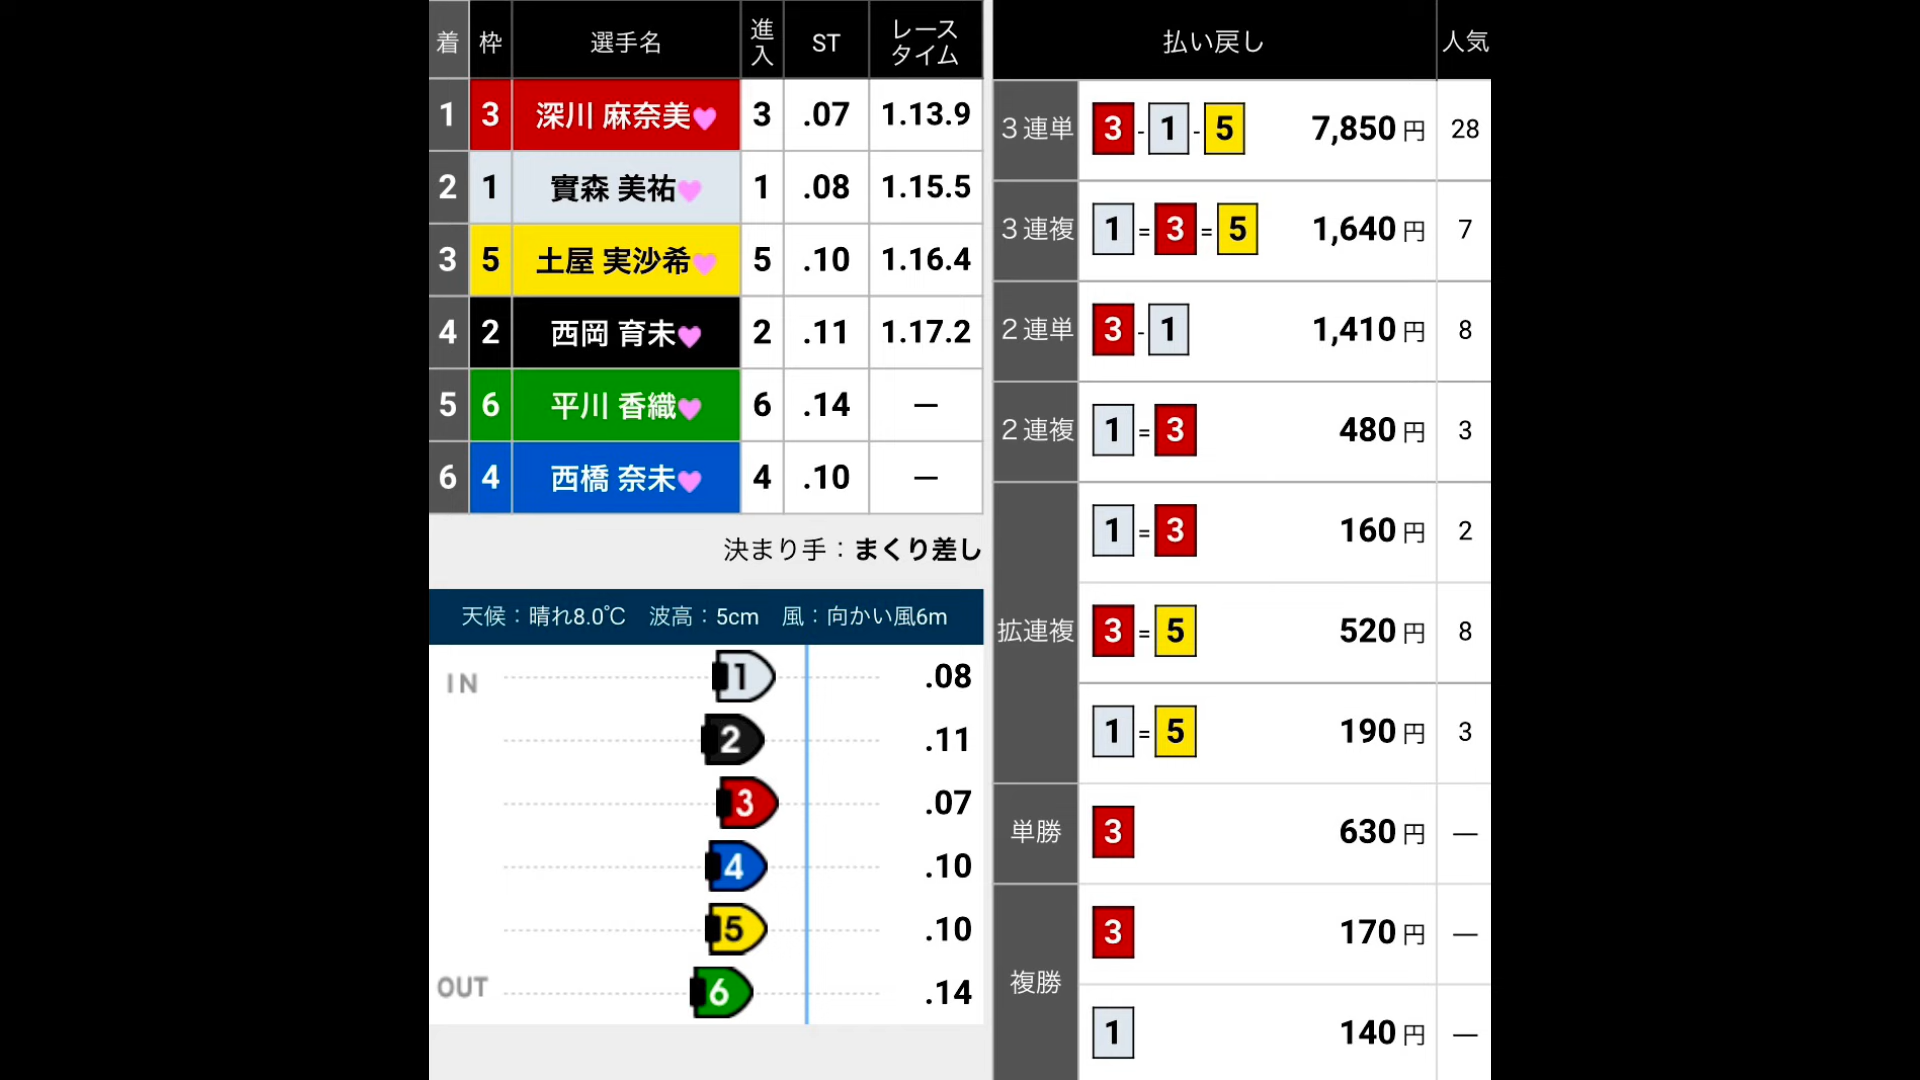 着 枠 選手名 進入 ST レースタイム
1 3 深川 麻奈美 3 .07 1.13.9
2 1 實森 美祐 1 .08 1.15.5
3 5 土屋 実沙希 5 .10 1.16.4
4 2 西岡 育未 2 .11 1.17.2
5 6 平川 香織 6 .14 —
6 4 西橋 奈未 4 .10 —
決まり手：まくり差し
天候：晴れ8.0℃ 波高：5cm 風：向かい風6m
IN 1 .08
2 .11
3 .07
4 .10
5 .10
OUT 6 .14
払い戻し 人気
3連単 3-1-5 7,850円 28
3連複 1=3=5 1,640円 7
2連単 3-1 1,410円 8
2連複 1=3 480円 3
拡連複 1=3 160円 2
3=5 520円 8
1=5 190円 3
単勝 3 630円 —
複勝 3 170円 —
1 140円 —